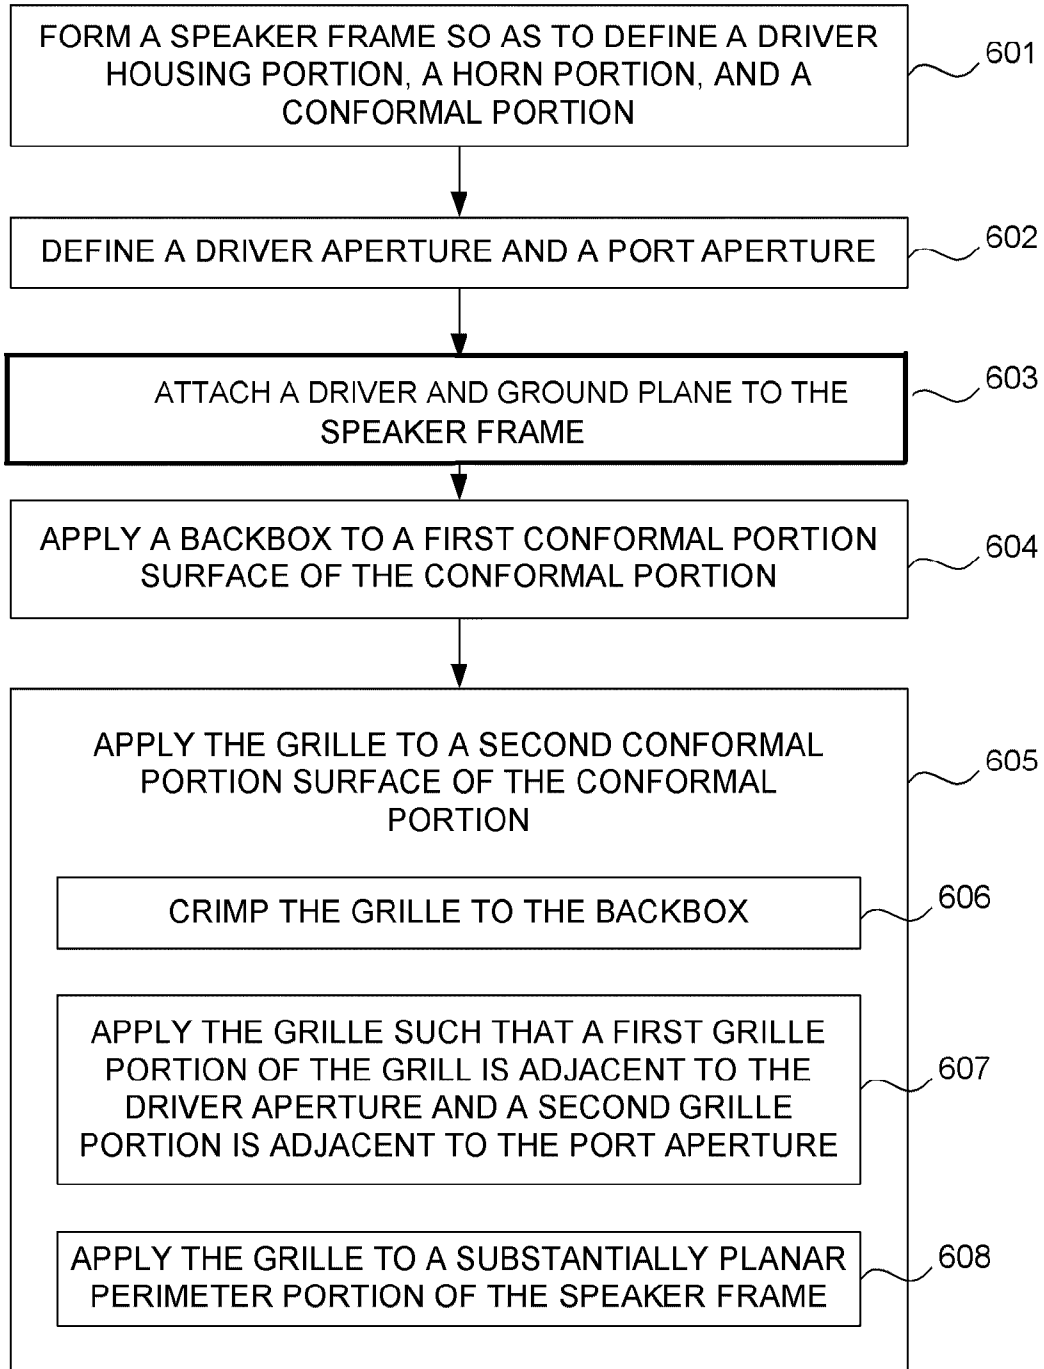 FORM A SPEAKER FRAME SO AS TO DEFINE A DRIVER
HOUSING PORTION, A HORN PORTION, AND A
CONFORMAL PORTION
601
DEFINE A DRIVER APERTURE AND A PORT APERTURE
602
ATTACH A DRIVER AND GROUND PLANE TO THE
SPEAKER FRAME
603
APPLY A BACKBOX TO A FIRST CONFORMAL PORTION
SURFACE OF THE CONFORMAL PORTION
604
APPLY THE GRILLE TO A SECOND CONFORMAL
PORTION SURFACE OF THE CONFORMAL
PORTION
605
CRIMP THE GRILLE TO THE BACKBOX
606
APPLY THE GRILLE SUCH THAT A FIRST GRILLE
PORTION OF THE GRILL IS ADJACENT TO THE
DRIVER APERTURE AND A SECOND GRILLE
PORTION IS ADJACENT TO THE PORT APERTURE
607
APPLY THE GRILLE TO A SUBSTANTIALLY PLANAR
PERIMETER PORTION OF THE SPEAKER FRAME
608